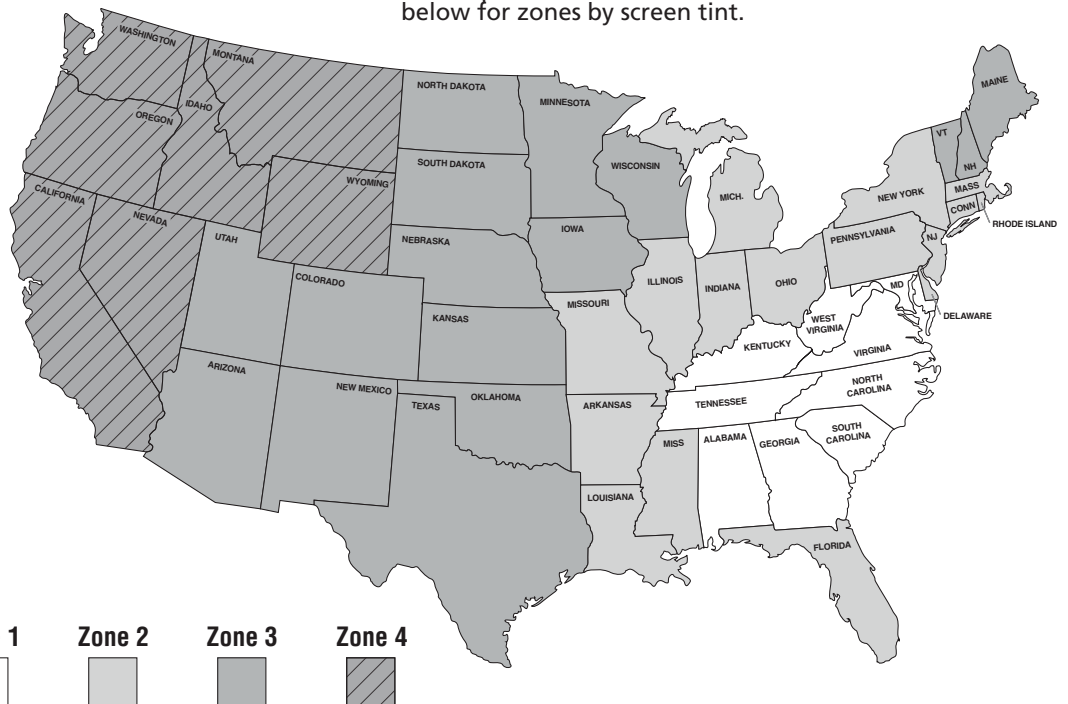 below for zones by screen tint.
WASHINGTON
MONTANA
NORTH DAKOTA
MINNESOTA
MAINE
IDAHO
OREGON
VT
NH
SOUTH DAKOTA
WISCONSIN
WYOMING
MICH.
NEW YORK
MASS
CONN
RHODE ISLAND
CALIFORNIA
NEVADA
UTAH
NEBRASKA
IOWA
PENNSYLVANIA
NJ
COLORADO
ILLINOIS
INDIANA
OHIO
MD
DELAWARE
KANSAS
MISSOURI
WEST
VIRGINIA
KENTUCKY
VIRGINIA
ARIZONA
NEW MEXICO
OKLAHOMA
TEXAS
ARKANSAS
TENNESSEE
NORTH
CAROLINA
MISS
ALABAMA
GEORGIA
SOUTH
CAROLINA
LOUISIANA
FLORIDA
1 Zone 2 Zone 3 Zone 4